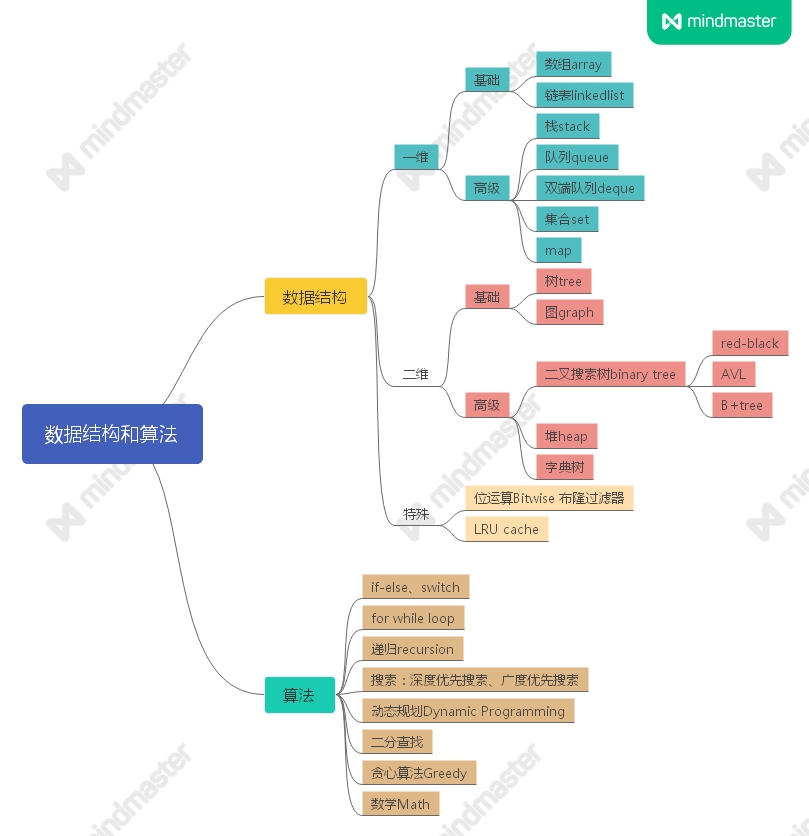 mindmaster
数据结构和算法
数据结构
一维
基础
数组array
链表linkedlist
高级
栈stack
队列queue
双端队列deque
集合set
map
二维
基础
树tree
图graph
高级
二叉搜索树binary tree
red-black
AVL
B+tree
堆heap
字典树
特殊
位运算Bitwise 布隆过滤器
LRU cache
算法
if-else、switch
for while loop
递归recursion
搜索：深度优先搜索、广度优先搜索
动态规划Dynamic Programming
二分查找
贪心算法Greedy
数学Math
mindmaster
mindmaster
mindmaster
mindmaster
mindmaster
mindmaster
mindmaster
mindmaster
mindmaster